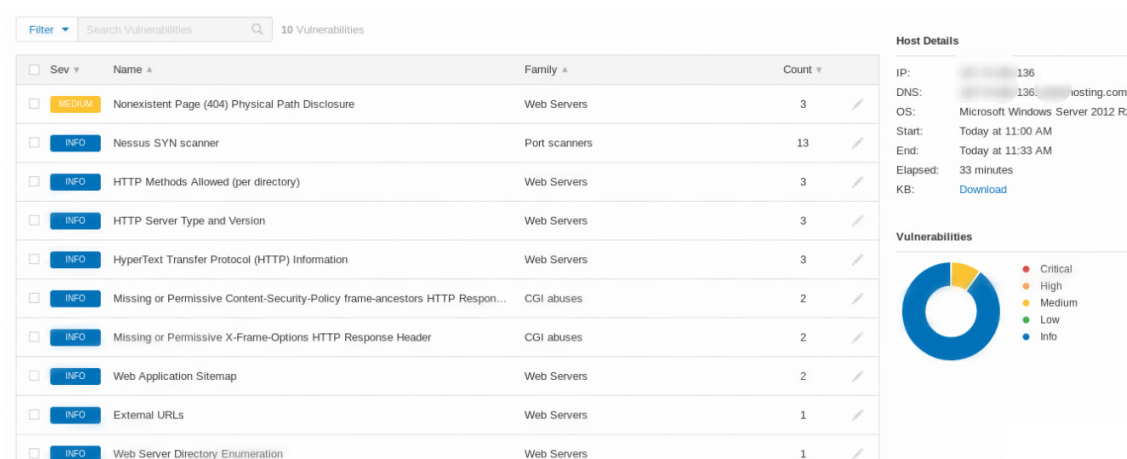 Filter Search Vulnerabilities 10 Vulnerabilities
Sev Name Family Count
MEDIUM Nonexistent Page (404) Physical Path Disclosure Web Servers 3
INFO Nessus SYN scanner Port scanners 13
INFO HTTP Methods Allowed (per directory) Web Servers 3
INFO HTTP Server Type and Version Web Servers 3
INFO HyperText Transfer Protocol (HTTP) Information Web Servers 3
INFO Missing or Permissive Content-Security-Policy frame-ancestors HTTP Respon... CGI abuses 2
INFO Missing or Permissive X-Frame-Options HTTP Response Header CGI abuses 2
INFO Web Application Sitemap Web Servers 2
INFO External URLs Web Servers 1
INFO Web Server Directory Enumeration Web Servers 1
Host Details
IP: 136
DNS: 136. osting.com
OS: Microsoft Windows Server 2012 R
Start: Today at 11:00 AM
End: Today at 11:33 AM
Elapsed: 33 minutes
KB: Download
Vulnerabilities
Critical
High
Medium
Low
Info